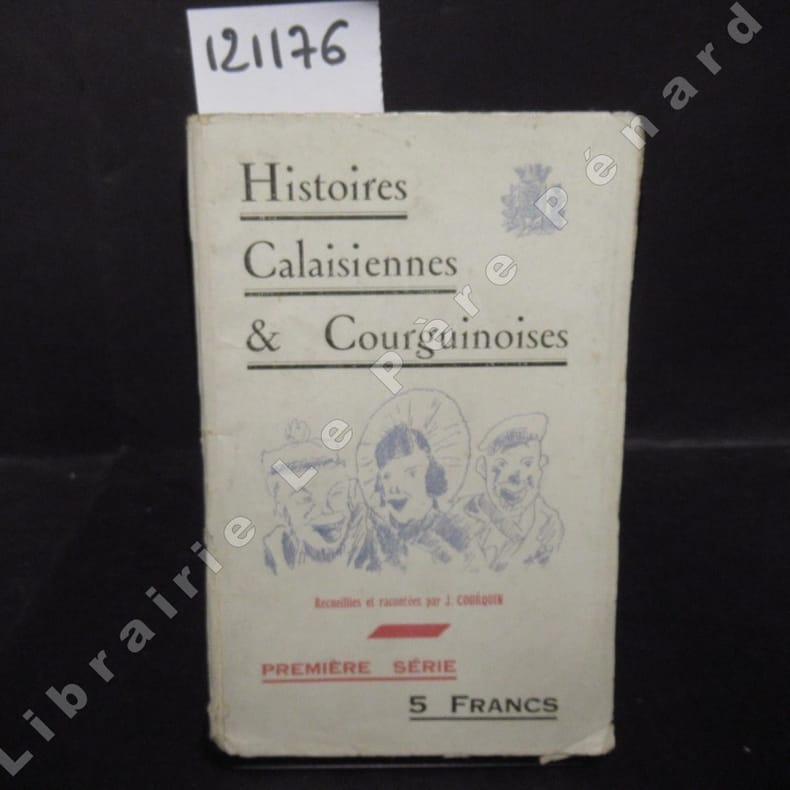 121176
Histoires
Calaisiennes
& Courguinoises
Recueillies et racontées par J. COURQUIN
PREMIÈRE SÉRIE
5 FRANCS
Librairie Le Père Pénard